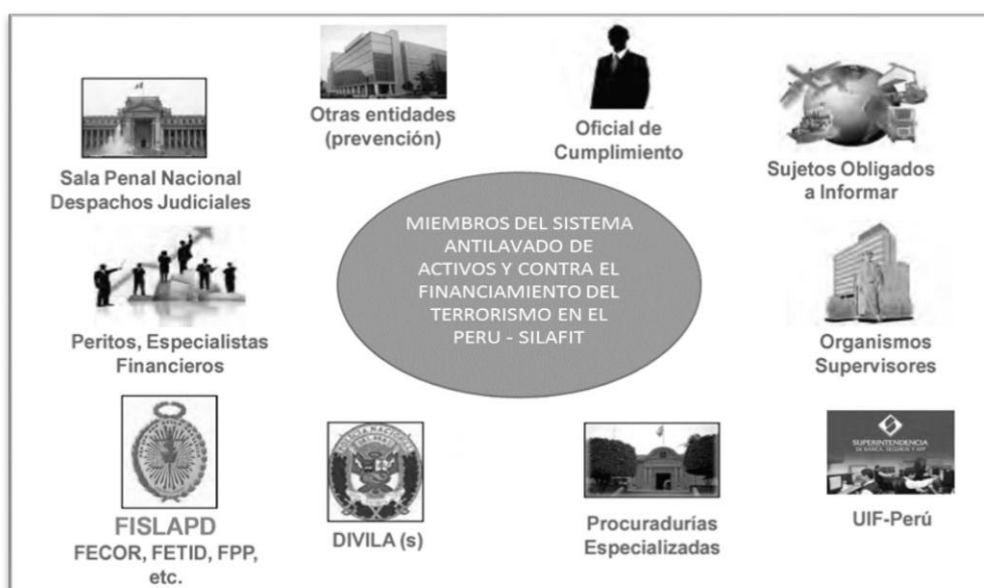 Otras entidades
(prevención)
Oficial de
Cumplimiento
Sala Penal Nacional
Despachos Judiciales
Sujetos Obligados
a Informar
MIEMBROS DEL SISTEMA
ANTILAVADO DE
ACTIVOS Y CONTRA EL
FINANCIAMIENTO DEL
TERRORISMO EN EL
PERU - SILAFIT
Peritos, Especialistas
Financieros
Organismos
Supervisores
SUPERINTENDENCIA
DE BANCA, SEGUROS Y AFP
FISLAPD
FECOR, FETID, FPP,
etc.
DIVILA (s)
Procuradurías
Especializadas
UIF-Perú